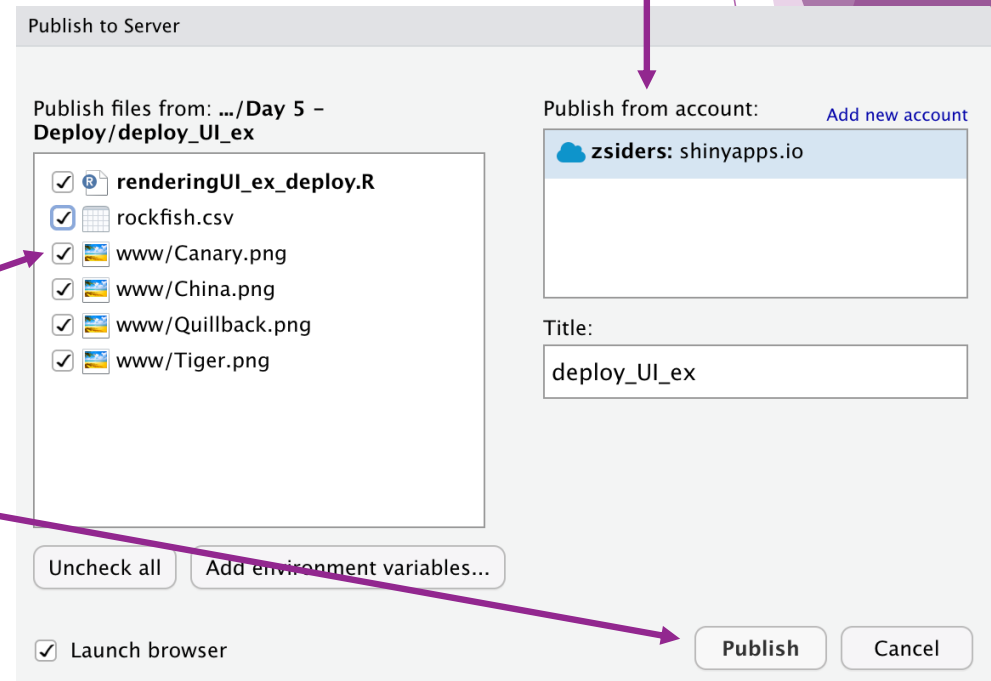 Publish to Server
Publish files from: .../Day 5 –
Deploy/deploy_UI_ex
renderingUI_ex_deploy.R
rockfish.csv
www/Canary.png
www/China.png
www/Quillback.png
www/Tiger.png
Uncheck all
Add environment variables...
Launch browser
Publish from account:
Add new account
zsiders: shinyapps.io
Title:
deploy_UI_ex
Publish
Cancel